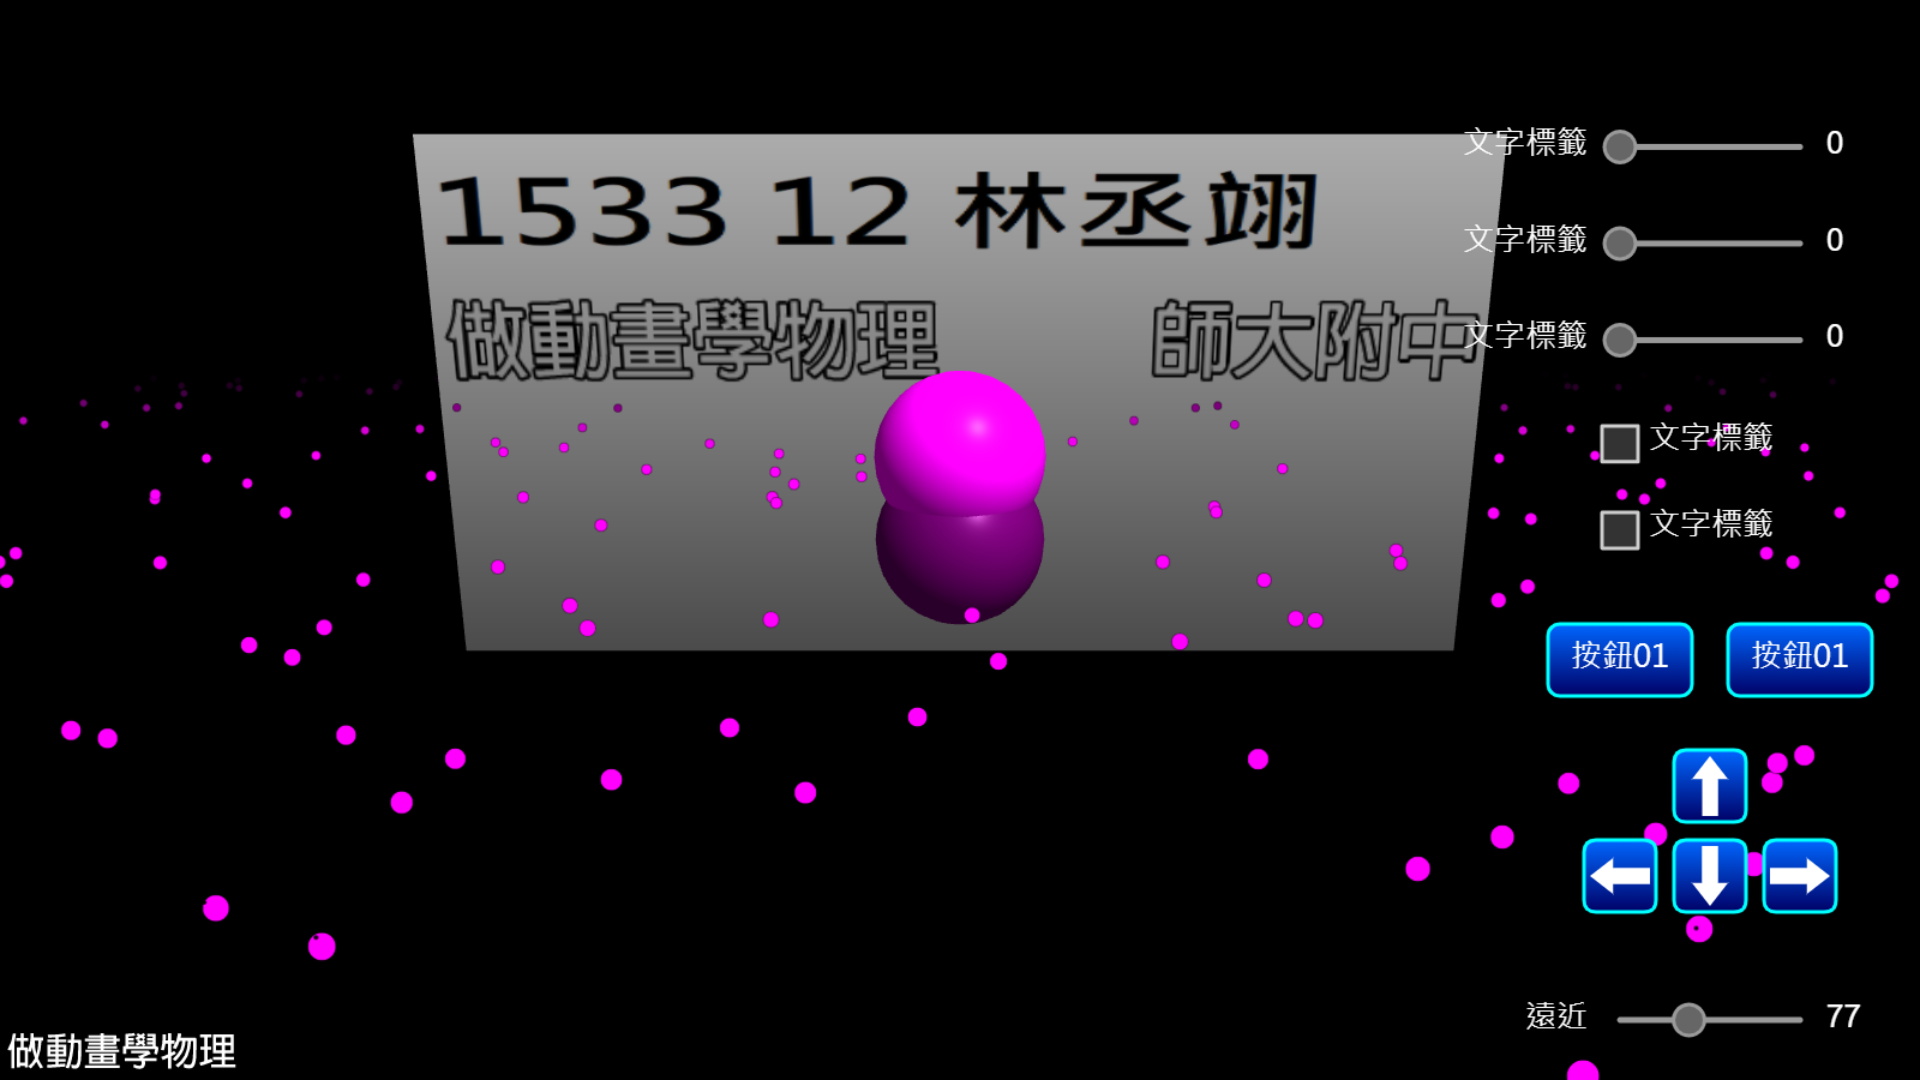 1533 12 林丞翊
做動畫學物理 師大附中
文字標籤 0
文字標籤 0
文字標籤 0
文字標籤
文字標籤
按鈕01 按鈕01
遠近 77
做動畫學物理